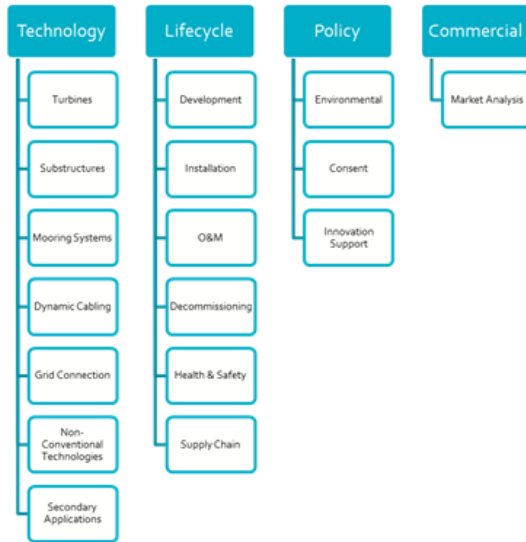 Technology
Turbines
Substructures
Mooring Systems
Dynamic Cabling
Grid Connection
Non-
Conventional
Technologies
Secondary
Applications
Lifecycle
Development
Installation
O&M
Decommissioning
Health & Safety
Supply Chain
Policy
Environmental
Consent
Innovation
Support
Commercial
Market Analysis